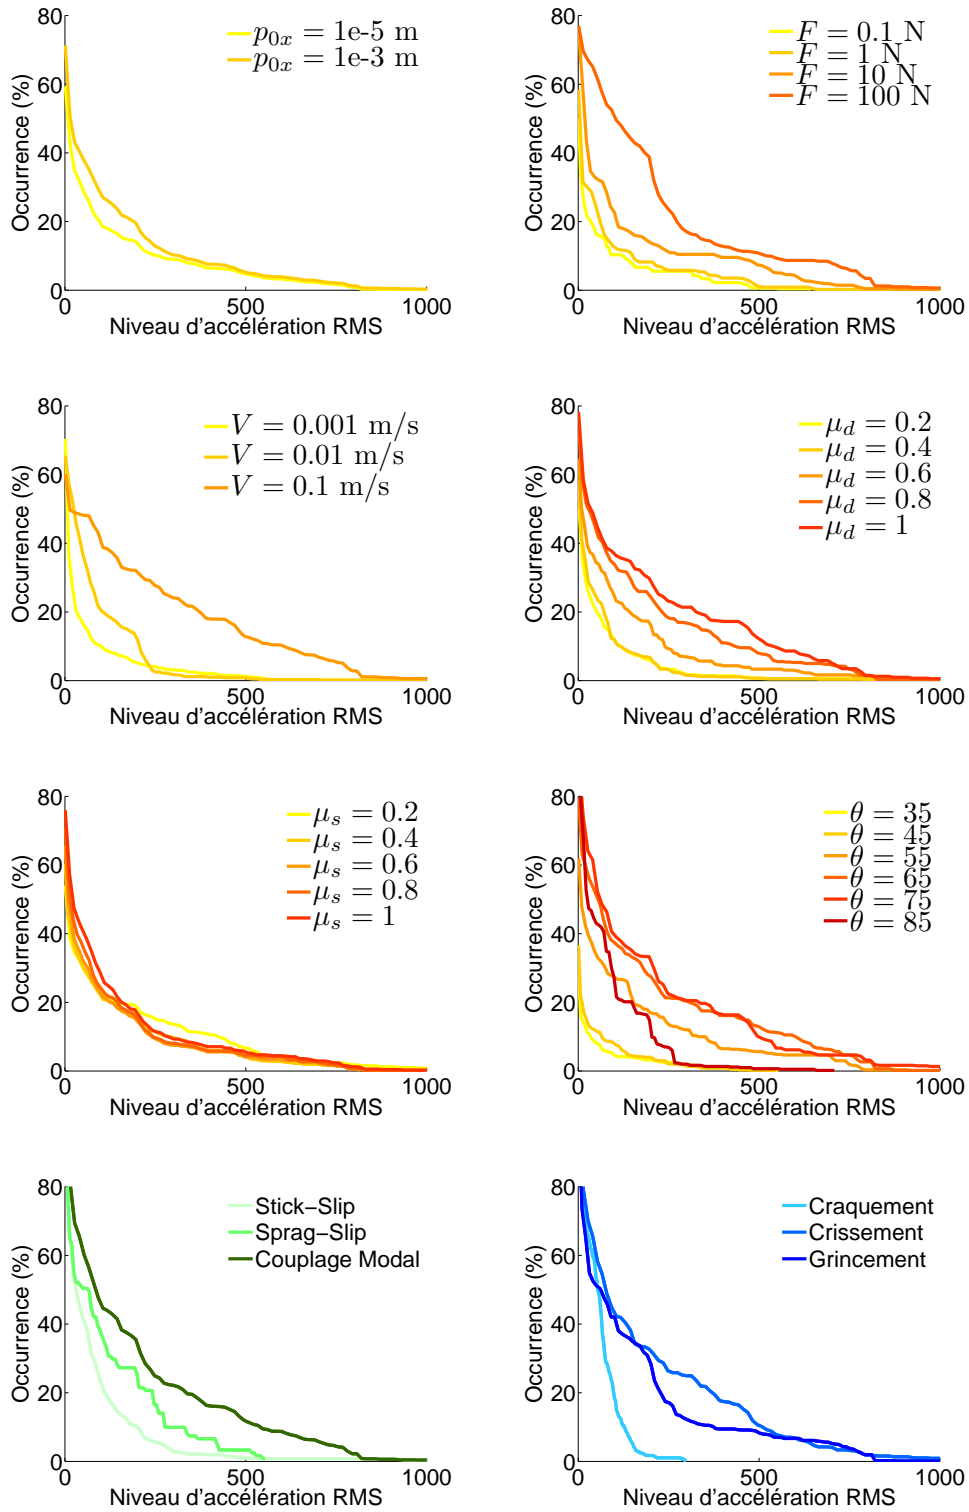 80
60
40
20
0
Occurrence (%)
p0x = 1e-5 m
p0x = 1e-3 m
0 500 1000
Niveau d'accélération RMS
80
60
40
20
0
Occurrence (%)
F = 0.1 N
F = 1 N
F = 10 N
F = 100 N
0 500 1000
Niveau d'accélération RMS
80
60
40
20
0
Occurrence (%)
V = 0.001 m/s
V = 0.01 m/s
V = 0.1 m/s
0 500 1000
Niveau d'accélération RMS
80
60
40
20
0
Occurrence (%)
μd = 0.2
μd = 0.4
μd = 0.6
μd = 0.8
μd = 1
0 500 1000
Niveau d'accélération RMS
80
60
40
20
0
Occurrence (%)
μs = 0.2
μs = 0.4
μs = 0.6
μs = 0.8
μs = 1
0 500 1000
Niveau d'accélération RMS
80
60
40
20
0
Occurrence (%)
θ = 35
θ = 45
θ = 55
θ = 65
θ = 75
θ = 85
0 500 1000
Niveau d'accélération RMS
80
60
40
20
0
Occurrence (%)
Stick–Slip
Sprag–Slip
Couplage Modal
0 500 1000
Niveau d'accélération RMS
80
60
40
20
0
Occurrence (%)
Craquement
Crissement
Grincement
0 500 1000
Niveau d'accélération RMS